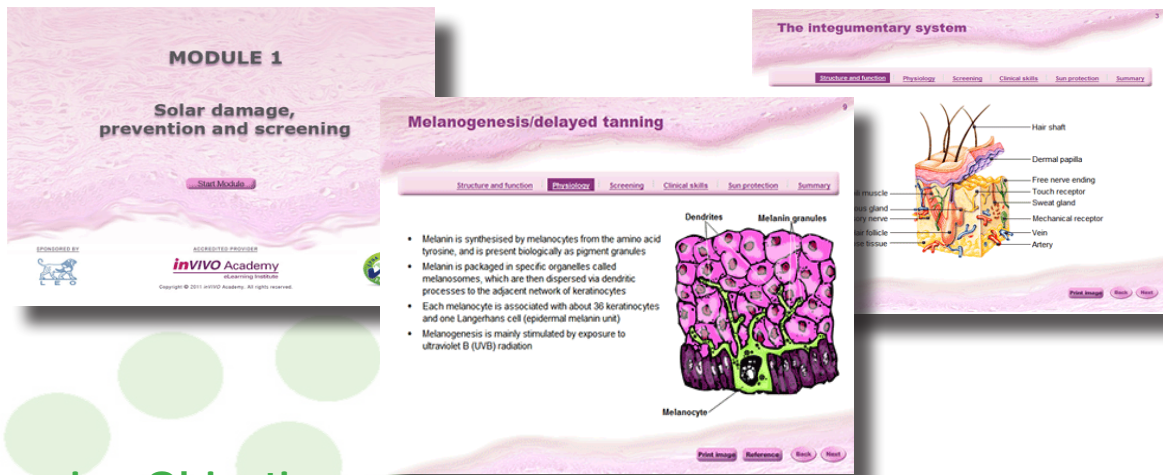 MODULE 1
Solar damage,
prevention and screening
Start Module
SPONSORED BY
ACCREDITED PROVIDER
inVIVO Academy
eLearning Institute
Copyright © 2011 inVIVO Academy. All rights reserved.
9
Melanogenesis/delayed tanning
Structure and function Physiology Screening Clinical skills Sun protection Summary
• Melanin is synthesised by melanocytes from the amino acid
tyrosine, and is present biologically as pigment granules
• Melanin is packaged in specific organelles called
melanosomes, which are then dispersed via dendritic
processes to the adjacent network of keratinocytes
• Each melanocyte is associated with about 36 keratinocytes
and one Langerhans cell (epidermal melanin unit)
• Melanogenesis is mainly stimulated by exposure to
ultraviolet B (UVB) radiation
Dendrites Melanin granules
Melanocyte
Print image Reference Back Next
3
The integumentary system
Structure and function Physiology Screening Clinical skills Sun protection Summary
Hair shaft
Dermal papilla
Free nerve ending
Touch receptor
Sweat gland
Mechanical receptor
Vein
Artery
muscle
gland
nerve
follicle
tissue
Print image Back Next